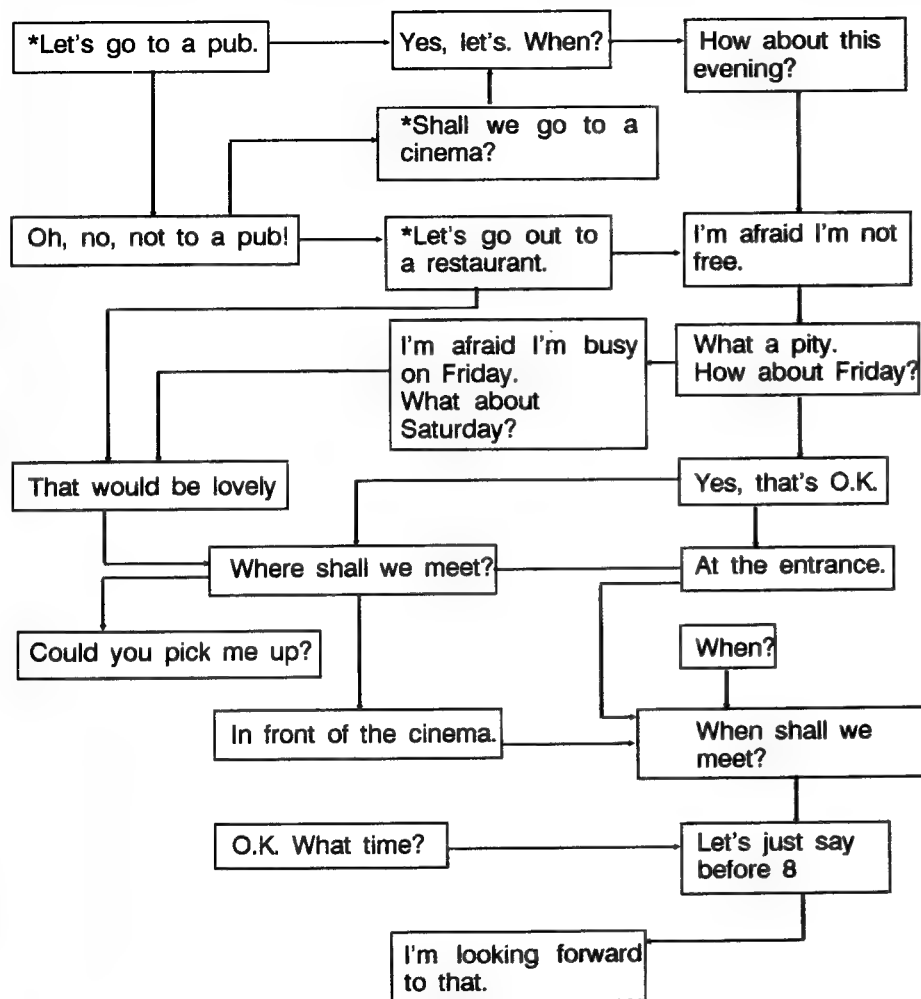 *Let's go to a pub.
Yes, let's. When?
How about this
evening?
*Shall we go to a
cinema?
Oh, no, not to a pub!
*Let's go out to
a restaurant.
I'm afraid I'm not
free.
I'm afraid I'm busy
on Friday.
What about
Saturday?
What a pity.
How about Friday?
That would be lovely
Yes, that's O.K.
Where shall we meet?
At the entrance.
Could you pick me up?
When?
In front of the cinema.
When shall we
meet?
O.K. What time?
Let's just say
before 8
I'm looking forward
to that.